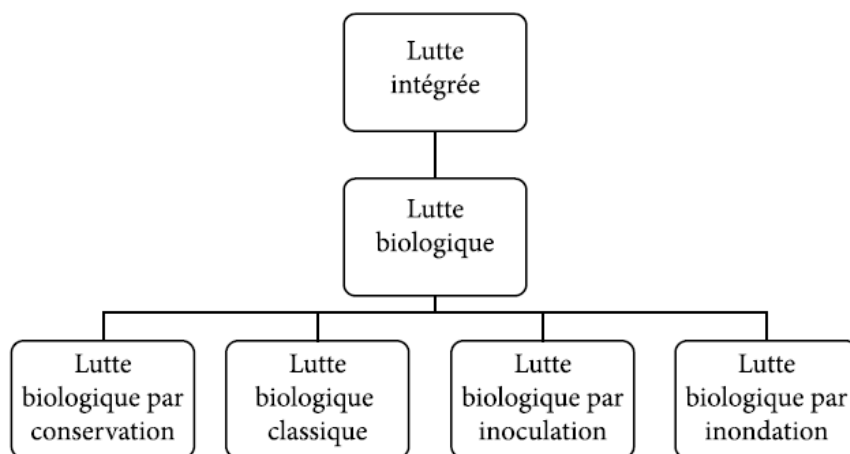 Lutte
intégrée
Lutte
biologique
Lutte
biologique par
conservation
Lutte
biologique
classique
Lutte
biologique par
inoculation
Lutte
biologique par
inondation